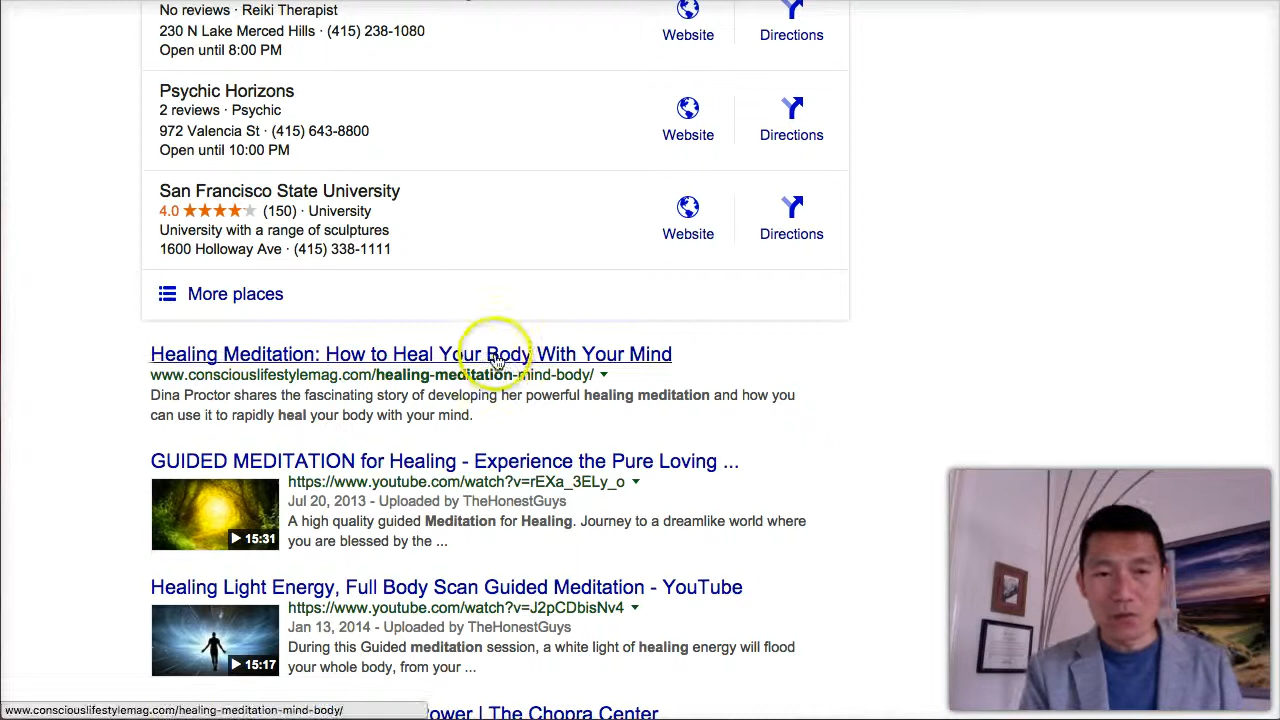 No reviews · Reiki Therapist
230 N Lake Merced Hills · (415) 238-1080
Open until 8:00 PM
Website
Directions
Psychic Horizons
2 reviews · Psychic
972 Valencia St · (415) 643-8800
Open until 10:00 PM
Website
Directions
San Francisco State University
4.0 ★★★★★ (150) · University
University with a range of sculptures
1600 Holloway Ave · (415) 338-1111
Website
Directions
More places
Healing Meditation: How to Heal Your Body With Your Mind
www.consciouslifestylemag.com/healing-meditation-mind-body/
Dina Proctor shares the fascinating story of developing her powerful healing meditation and how you
can use it to rapidly heal your body with your mind.
GUIDED MEDITATION for Healing - Experience the Pure Loving ...
https://www.youtube.com/watch?v=rEXa_3ELy_o
Jul 20, 2013 - Uploaded by TheHonestGuys
A high quality guided Meditation for Healing. Journey to a dreamlike world where
you are blessed by the ...
15:31
Healing Light Energy, Full Body Scan Guided Meditation - YouTube
https://www.youtube.com/watch?v=J2pCDbisNv4
Jan 13, 2014 - Uploaded by TheHonestGuys
During this Guided meditation session, a white light of healing energy will flood
your whole body, from your ...
15:17
Power | The Chopra Center
www.consciouslifestylemag.com/healing-meditation-mind-body/